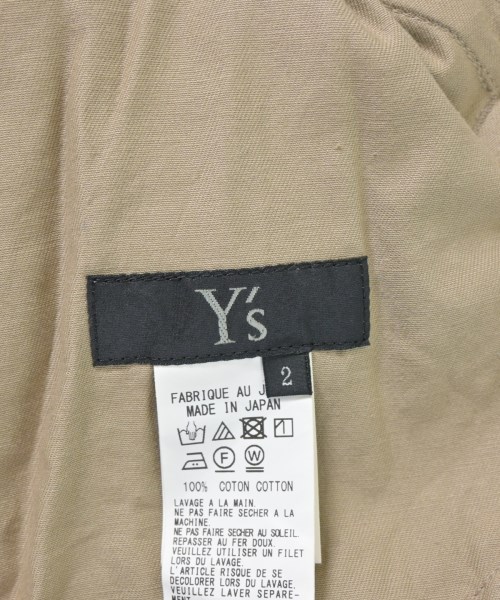 Y's
2
FABRIQUE AU J
MADE IN JAPAN
F W
100% COTON COTTON
LAVAGE A LA MAIN.
NE PAS FAIRE SECHER A LA
MACHINE.
NE PAS FAIRE SECHER AU SOLEIL.
REPASSER AU FER DOUX.
VEUILLEZ UTILISER UN FILET
LORS DU LAVAGE.
L'ARTICLE RISQUE DE SE
DECOLORER LORS DU LAVAGE,
VEUILLEZ LAVER SEPARE-
MENT.